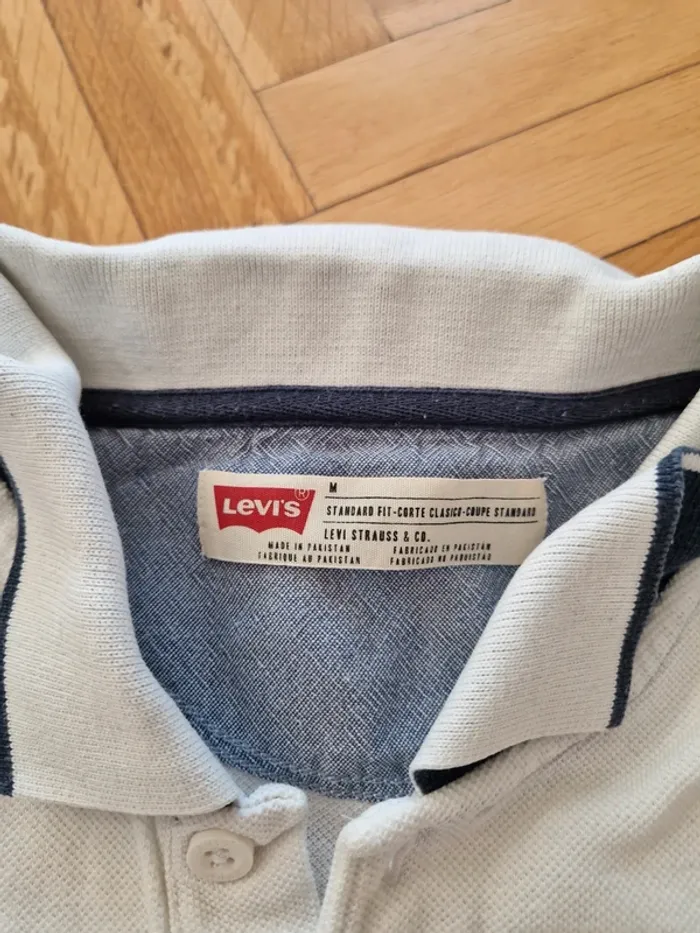 LEVI'S ®
M
STANDARD FIT-CORTE CLASICO-COUPE STANDARD
LEVI STRAUSS & CO.
MADE IN PAKISTAN FABRICADO EN PAKISTAN
FABRIQUE AU PAKISTAN FABRICADO NO PAQUISTAO